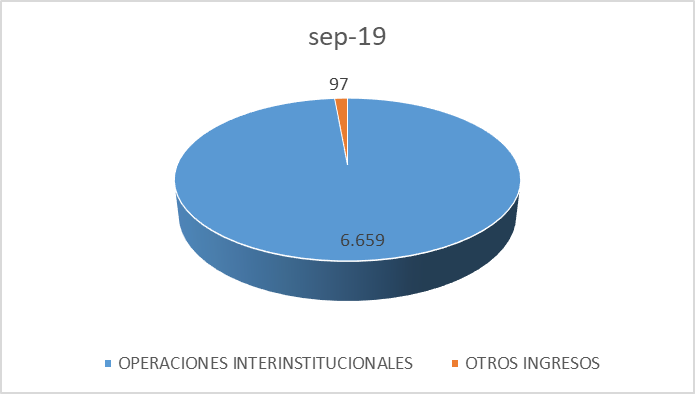 sep-19
97
6.659
OPERACIONES INTERINSTITUCIONALES
OTROS INGRESOS